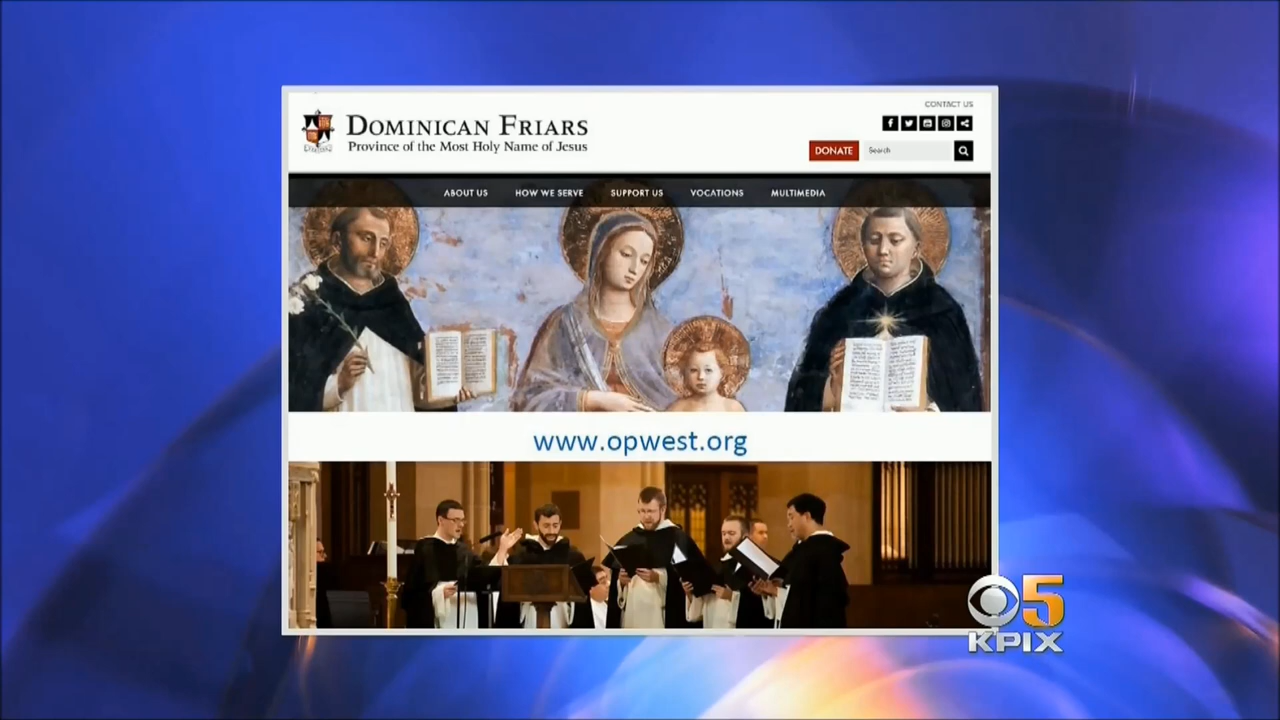 CONTACT US
DOMINICAN FRIARS
Province of the Most Holy Name of Jesus
DONATE
Search
ABOUT US HOW WE SERVE SUPPORT US VOCATIONS MULTIMEDIA
www.opwest.org
5
KPIX